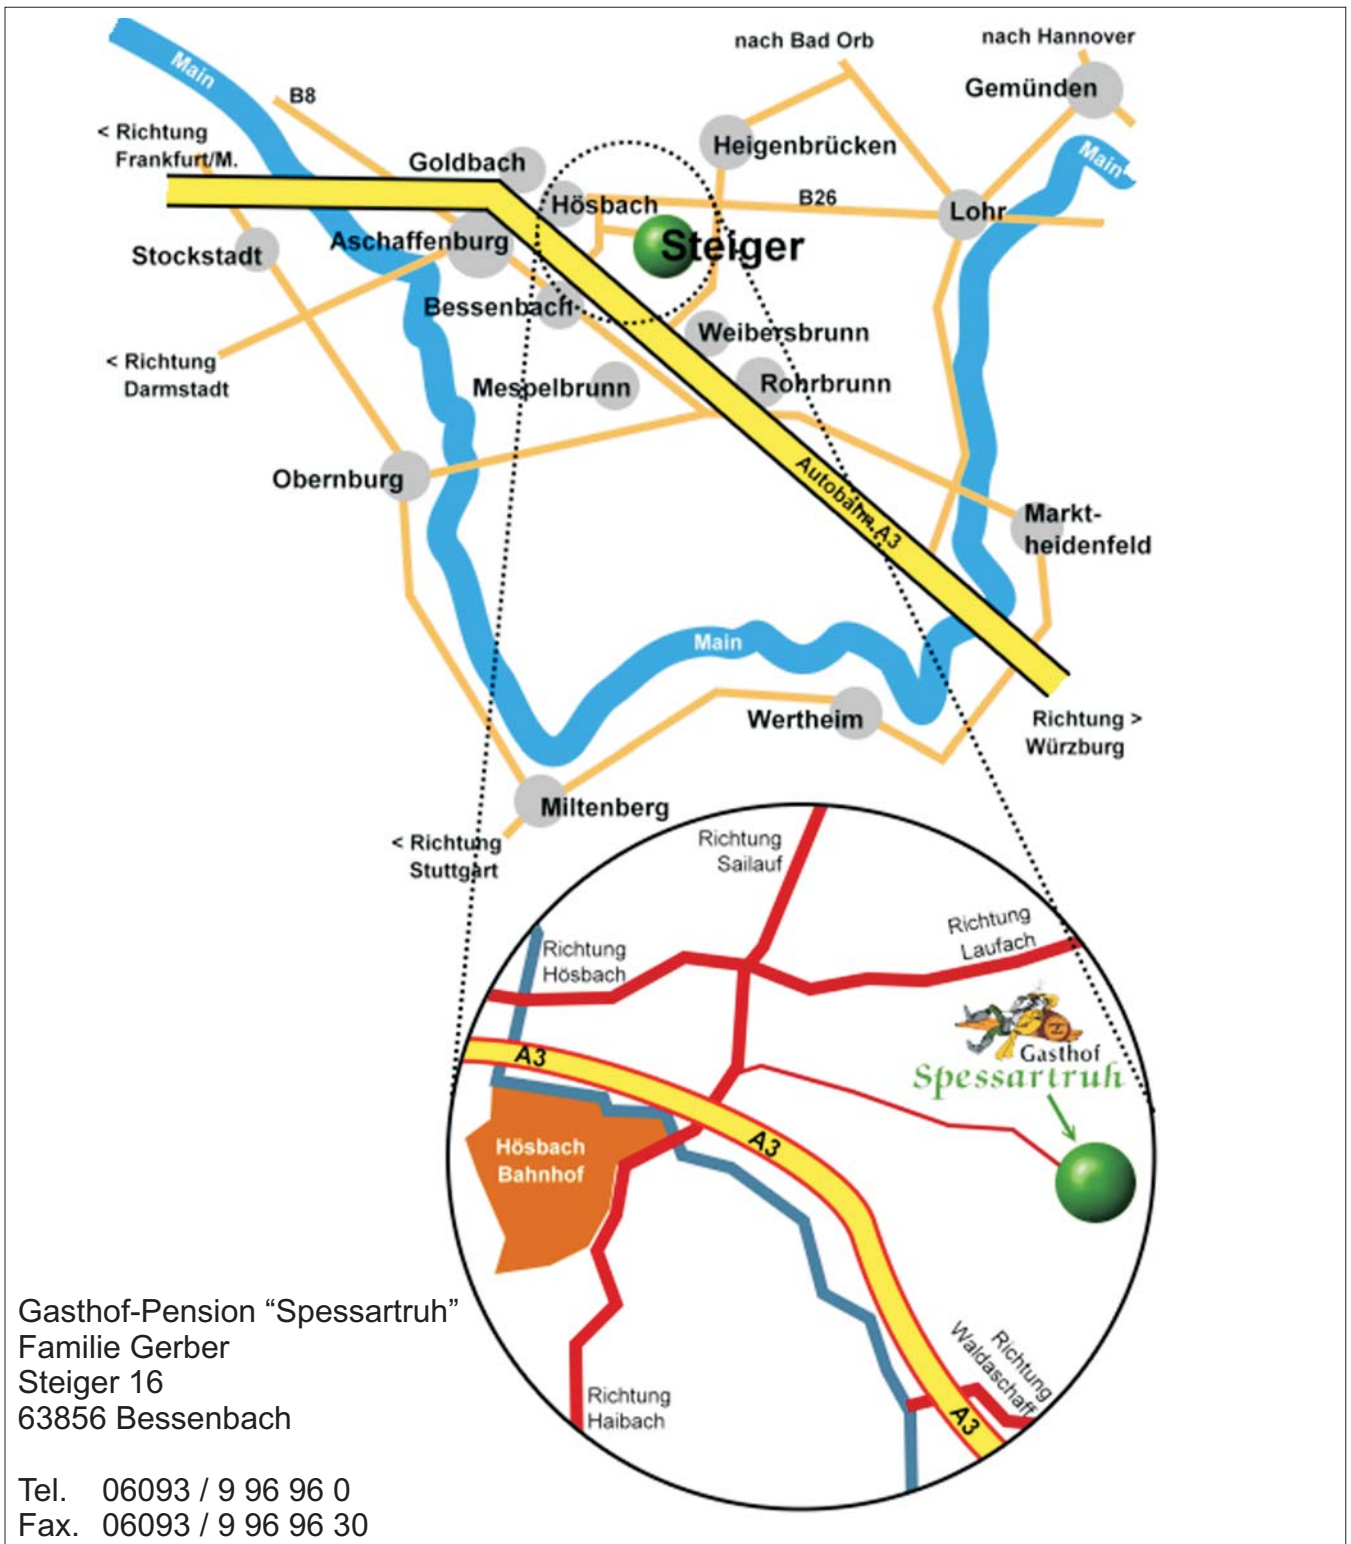 Main
nach Bad Orb
nach Hannover
B8
Gemünden
< Richtung
Frankfurt/M.
Goldbach
Heigenbrücken
Main
Hösbach
B26
Lohr
Stockstadt
Aschaffenburg
Steiger
Bessenbach
Weibersbrunn
< Richtung
Darmstadt
Mespelbrunn
Rohrbrunn
Obernburg
Autobahn A3
Markt-
heidenfeld
Main
Wertheim
Richtung >
Würzburg
Miltenberg
< Richtung
Stuttgart
Richtung
Sailauf
Richtung
Laufach
Richtung
Hösbach
A3
Gasthof
Spessartruh
Hösbach
Bahnhof
A3
Richtung
Waldaschaff
A3
Richtung
Haibach
Gasthof-Pension “Spessartruh”
Familie Gerber
Steiger 16
63856 Bessenbach
Tel. 06093 / 9 96 96 0
Fax. 06093 / 9 96 96 30